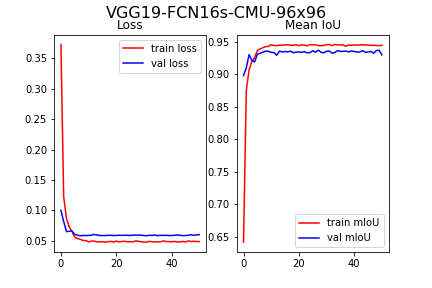 VGG19-FCN16s-CMU-96x96
Loss
train loss
val loss
0.35
0.30
0.25
0.20
0.15
0.10
0.05
0
20
40
Mean IoU
0.95
0.90
0.85
0.80
0.75
0.70
0.65
train mIoU
val mIoU
0
20
40